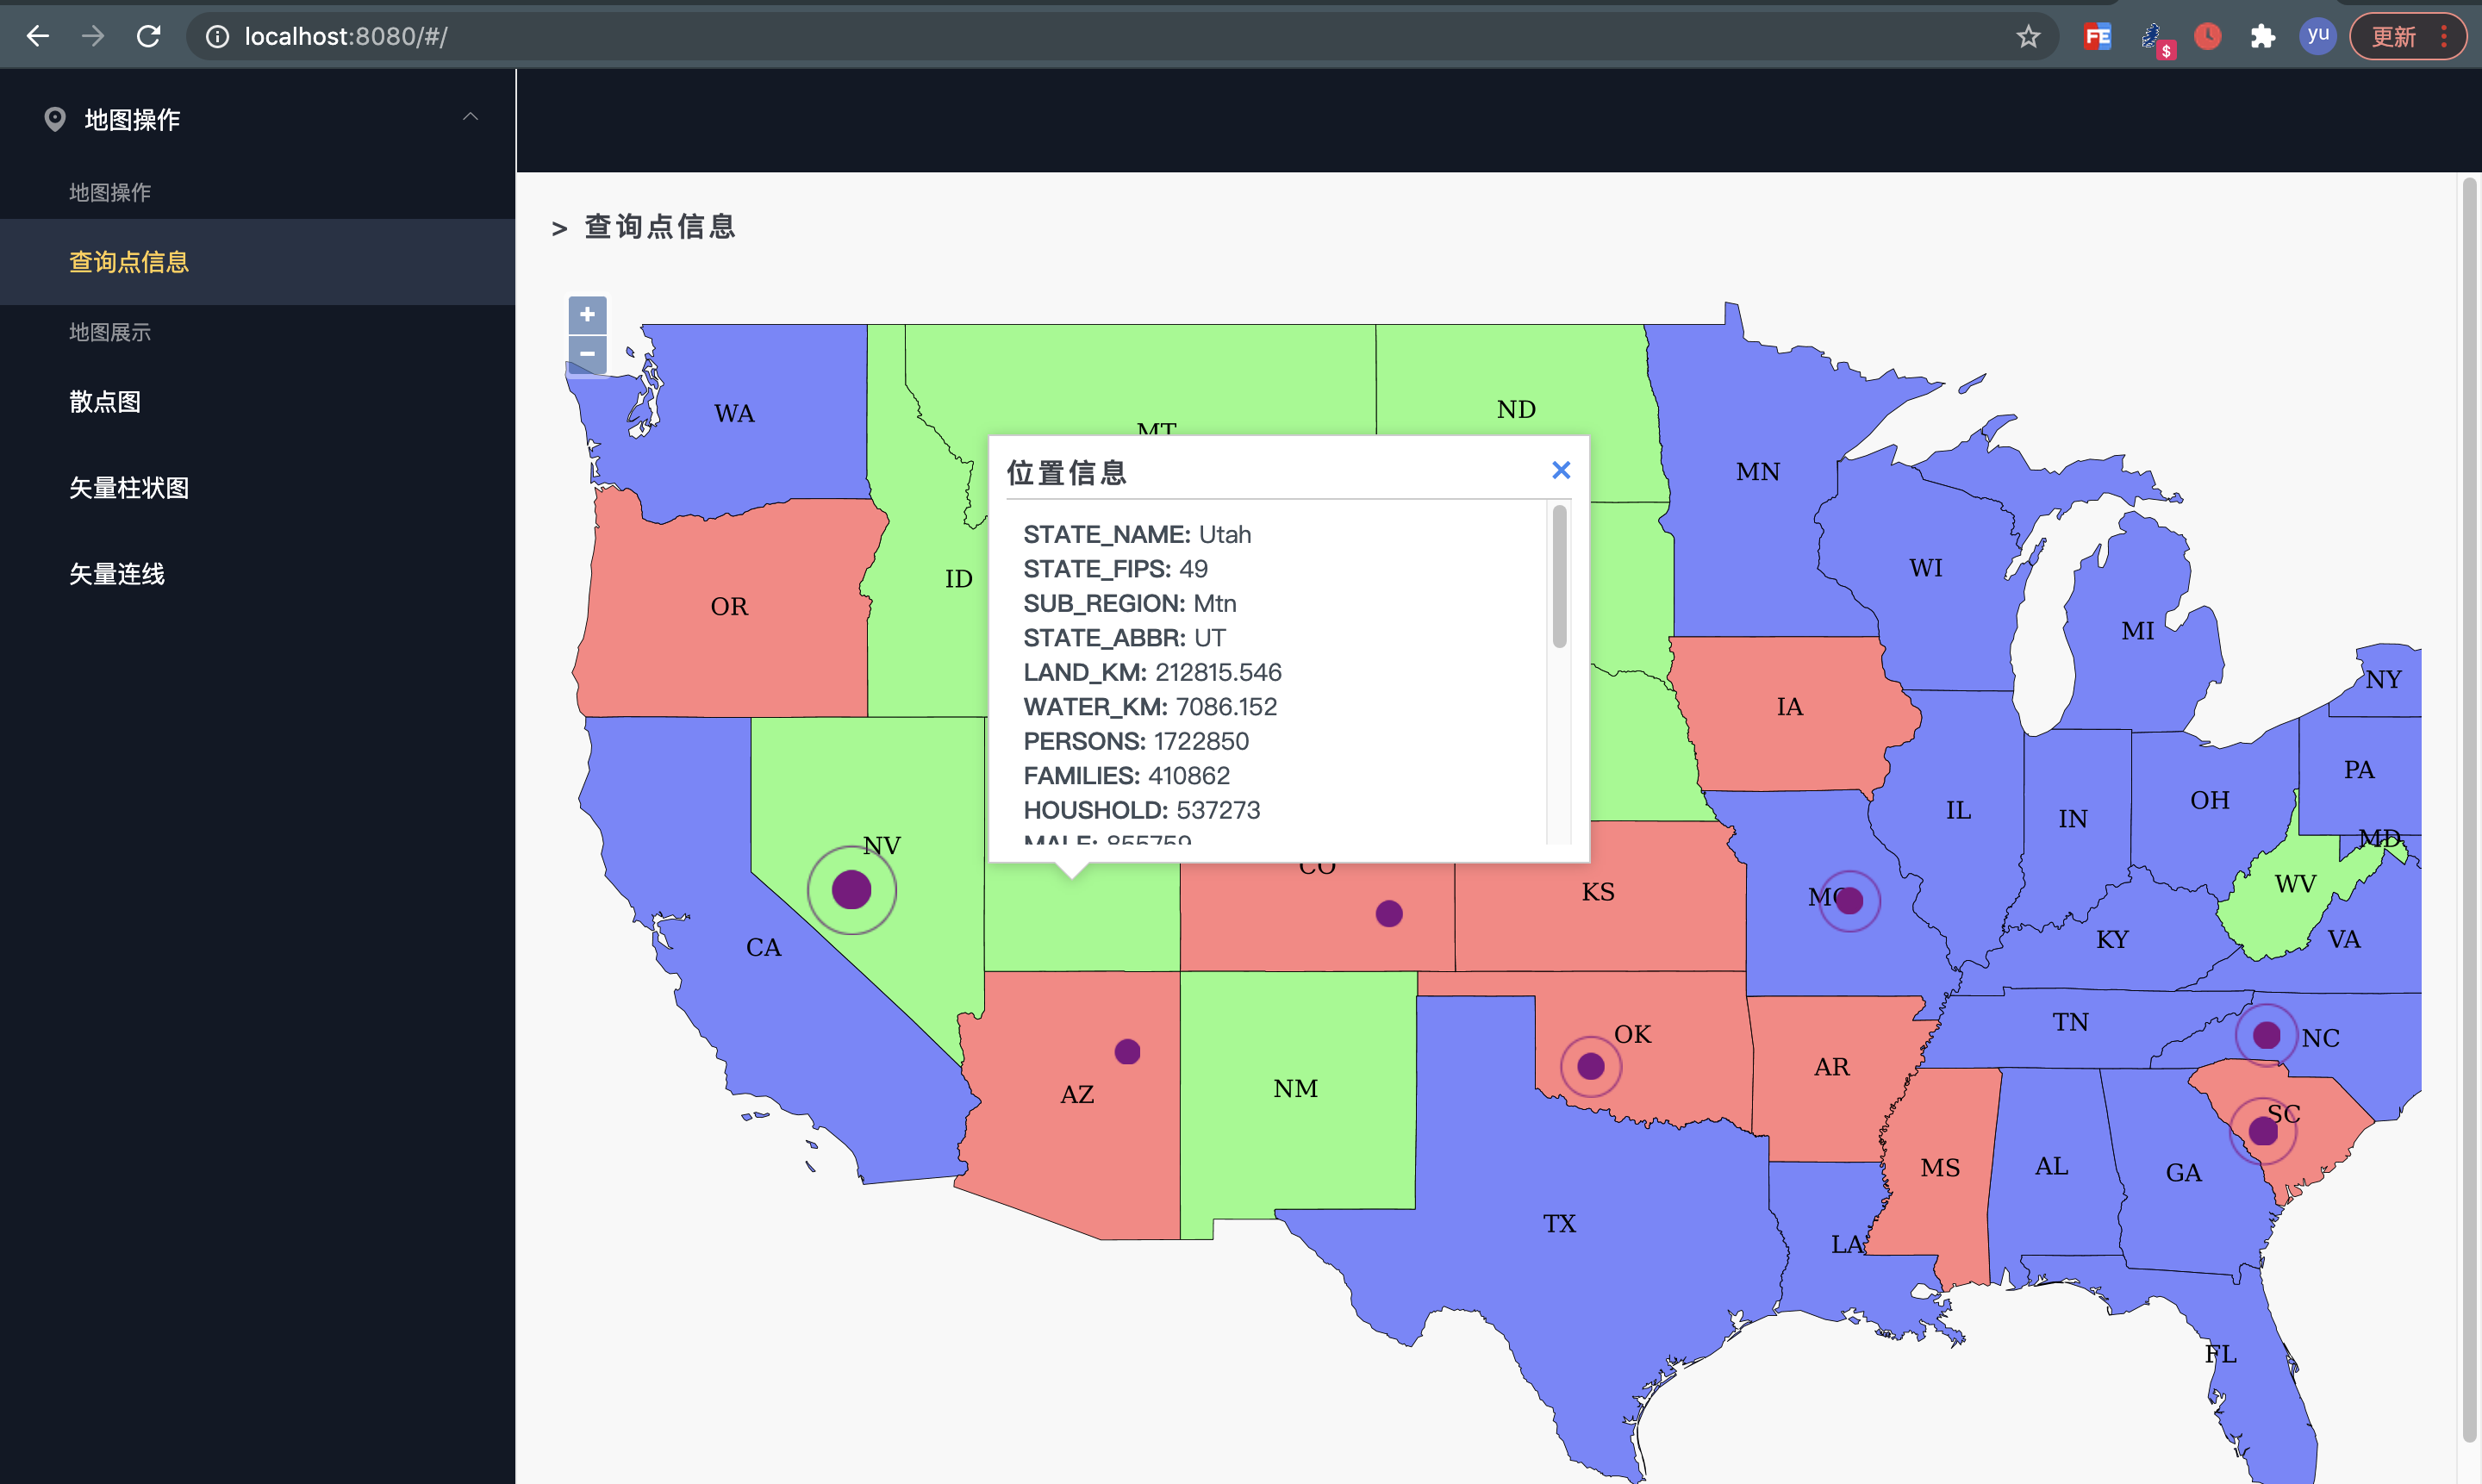 localhost:8080/#/
FE
$
yu
更新
地图操作
地图操作
查询点信息
地图展示
散点图
矢量柱状图
矢量连线
> 查询点信息
+
−
WA
MT
ND
MN
OR
ID
WI
MI
NY
IA
PA
IL
IN
OH
MD
NV
CO
KS
MO
WV
CA
KY
VA
TN
NC
OK
AR
AZ
NM
SC
MS
AL
GA
TX
LA
FL
位置信息
STATE_NAME: Utah
STATE_FIPS: 49
SUB_REGION: Mtn
STATE_ABBR: UT
LAND_KM: 212815.546
WATER_KM: 7086.152
PERSONS: 1722850
FAMILIES: 410862
HOUSHOLD: 537273
MALE: 855759